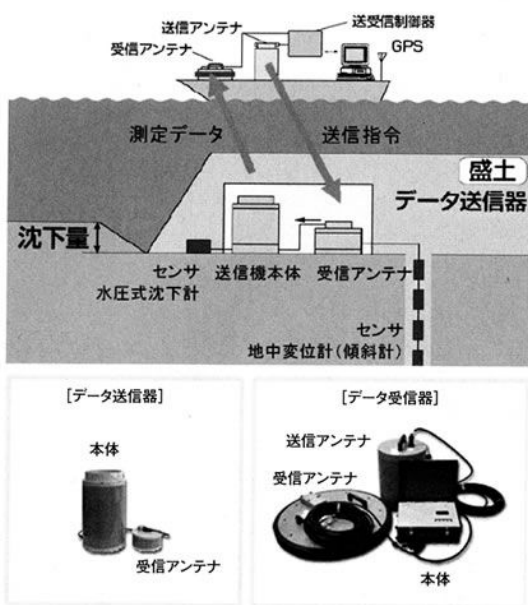 送信アンテナ
送受信制御器
受信アンテナ
GPS
測定データ
送信指令
盛土
データ送信器
沈下量
センサ
水圧式沈下計
送信機本体
受信アンテナ
センサ
地中変位計(傾斜計)
[データ送信器]
本体
受信アンテナ
[データ受信器]
送信アンテナ
受信アンテナ
本体